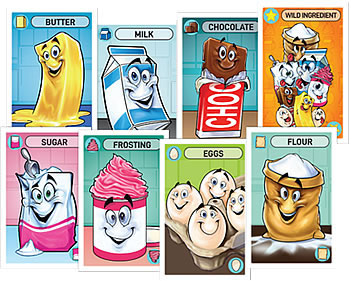 BUTTER
MILK
CHOCOLATE
CHOC
WILD INGREDIENT
SUGAR
FROSTING
EGGS
FLOUR